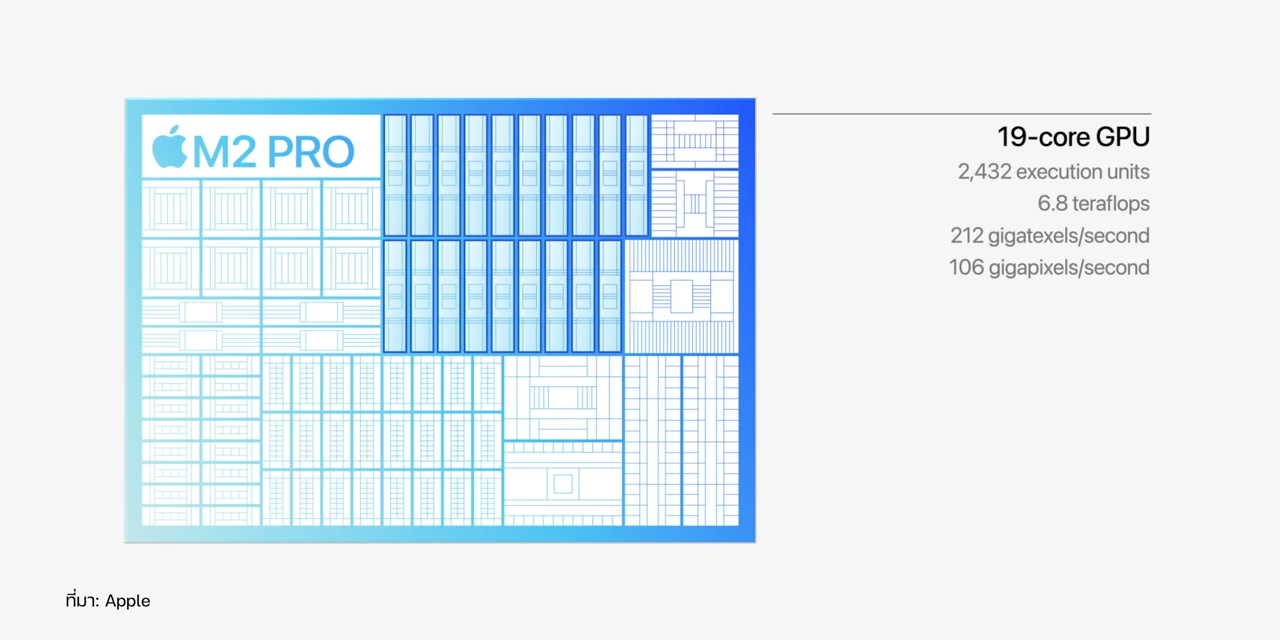 M2 PRO
19-core GPU
2,432 execution units
6.8 teraflops
212 gigatexels/second
106 gigapixels/second
ที่มา: Apple